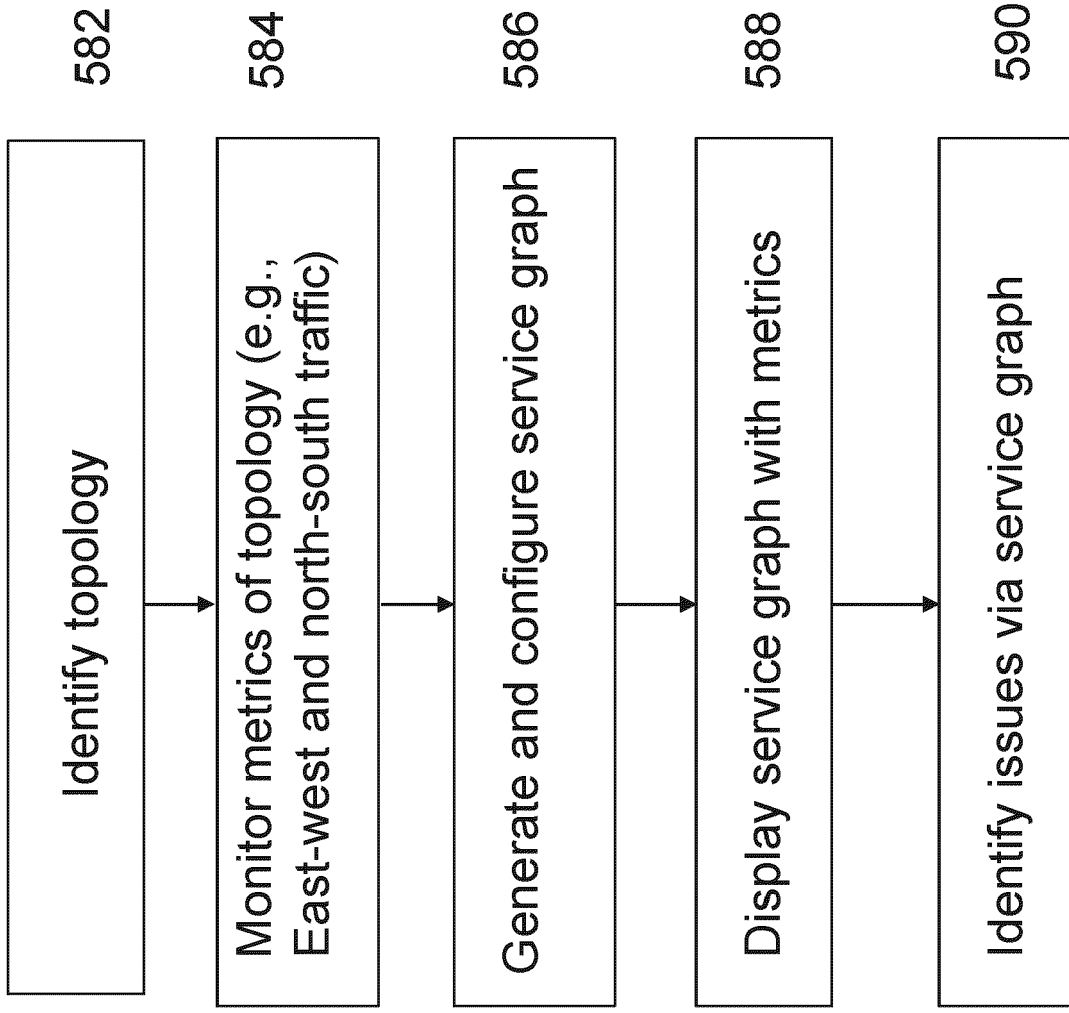 Identify topology
582
Monitor metrics of topology (e.g.,
East-west and north-south traffic)
584
Generate and configure service graph
586
Display service graph with metrics
588
Identify issues via service graph
590